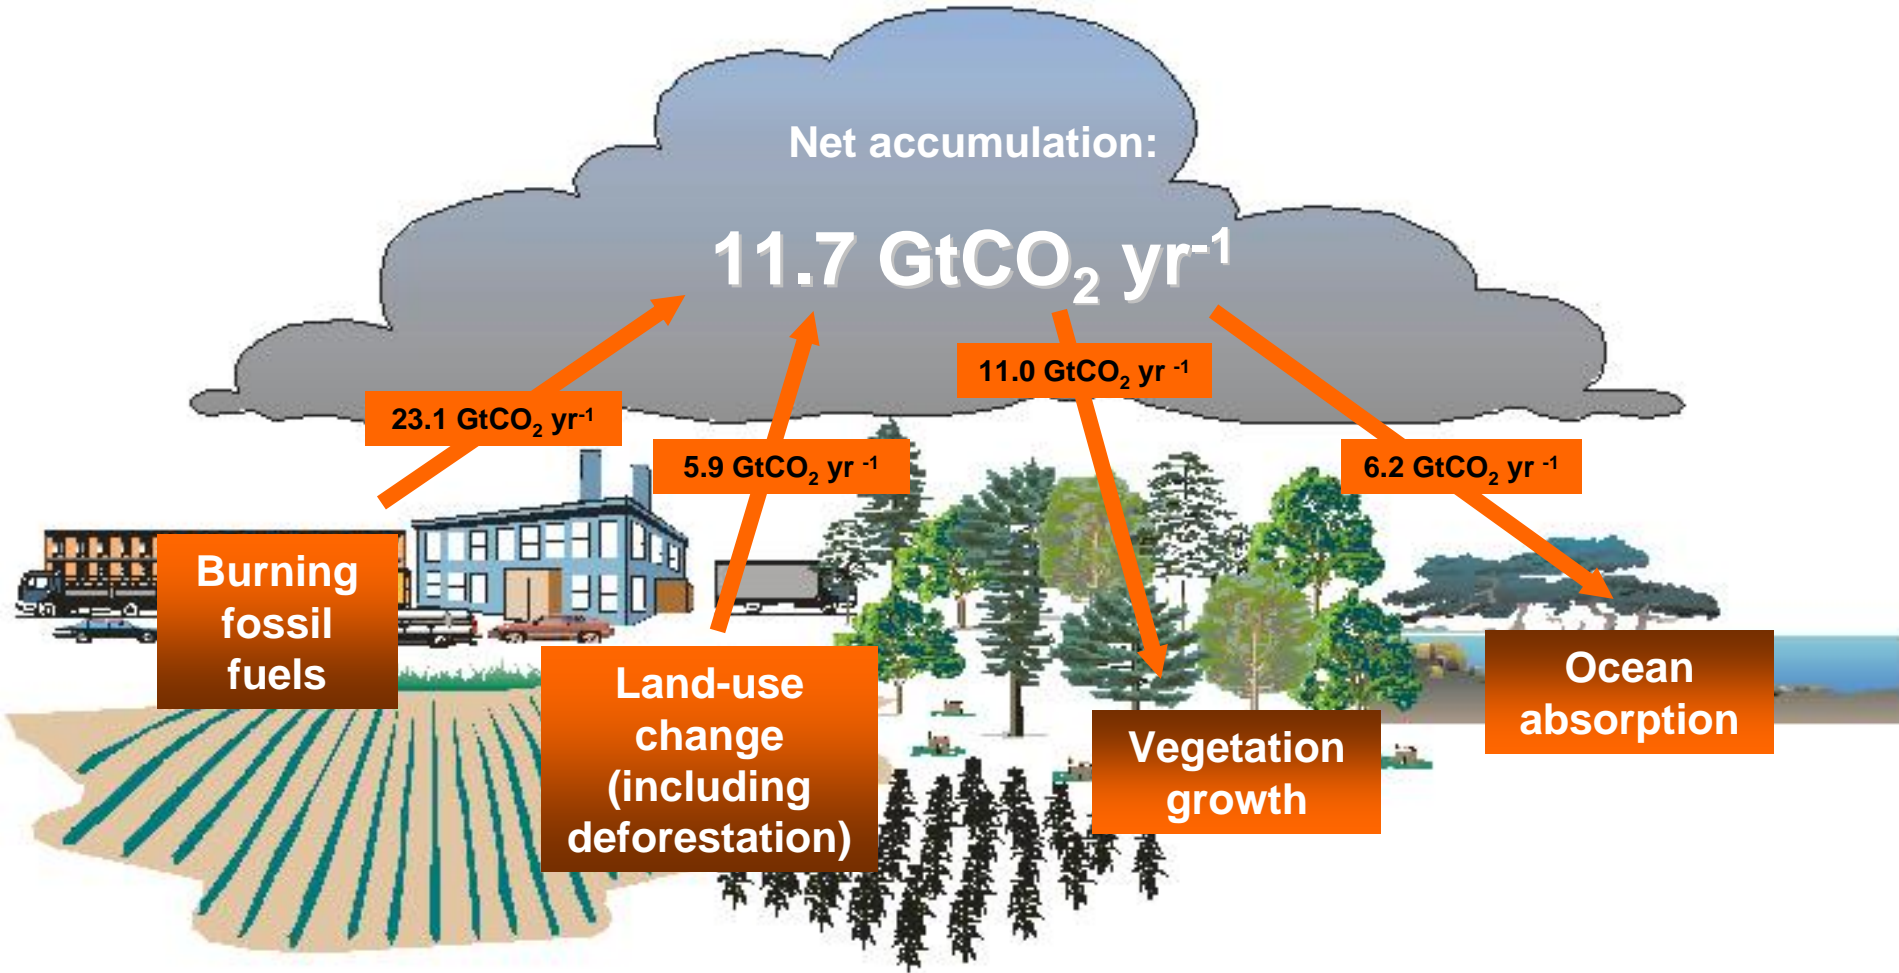 Net accumulation:
11.7 GtCO₂ yr⁻¹
11.0 GtCO₂ yr ⁻¹
23.1 GtCO₂ yr⁻¹
5.9 GtCO₂ yr ⁻¹
6.2 GtCO₂ yr ⁻¹
Burning
fossil
fuels
Land-use
change
(including
deforestation)
Vegetation
growth
Ocean
absorption